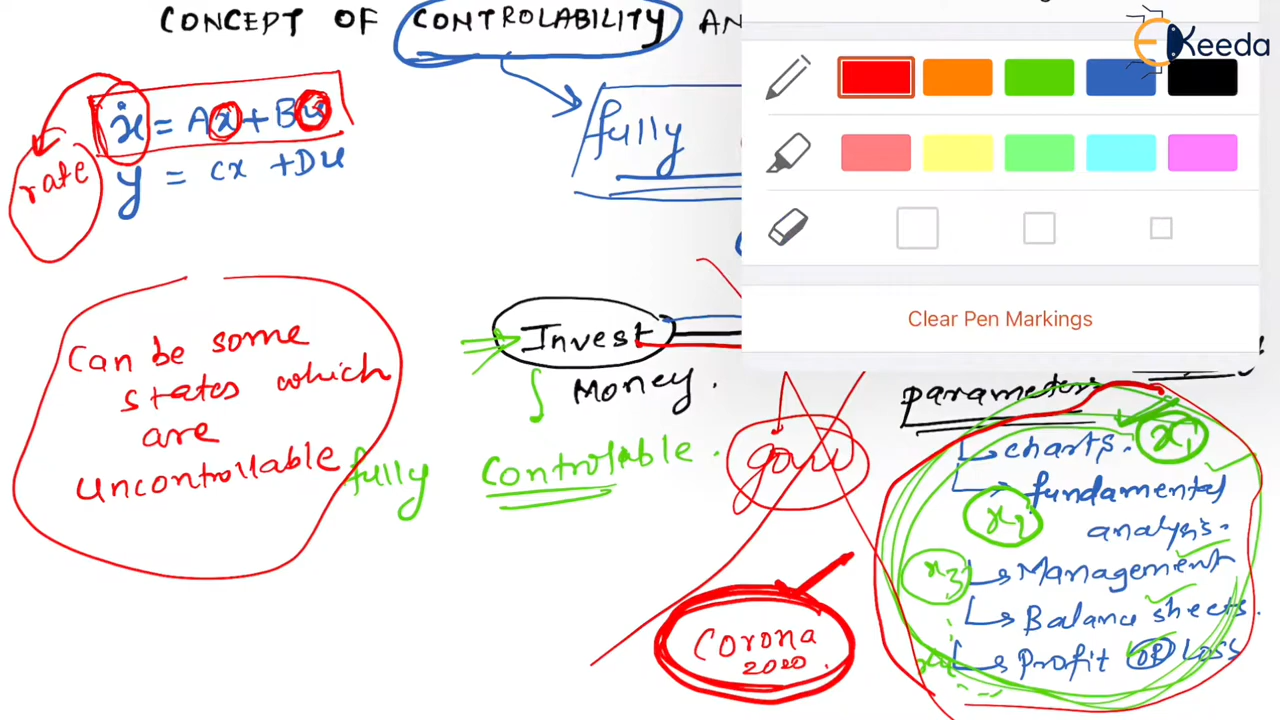 CONCEPT OF CONTROLABILITY AN
Keeda
ẋ = Ax + Bu
y = Cx + Du
rate
fully
Clear Pen Markings
Can be some
states which
are
uncontrollable
Invest
Money.
fully Controlable.
govt
Corona
2020
parameters
charts. x1
fundamental
x2
analysis.
x3 Management
Balance sheets.
Profit OR Loss